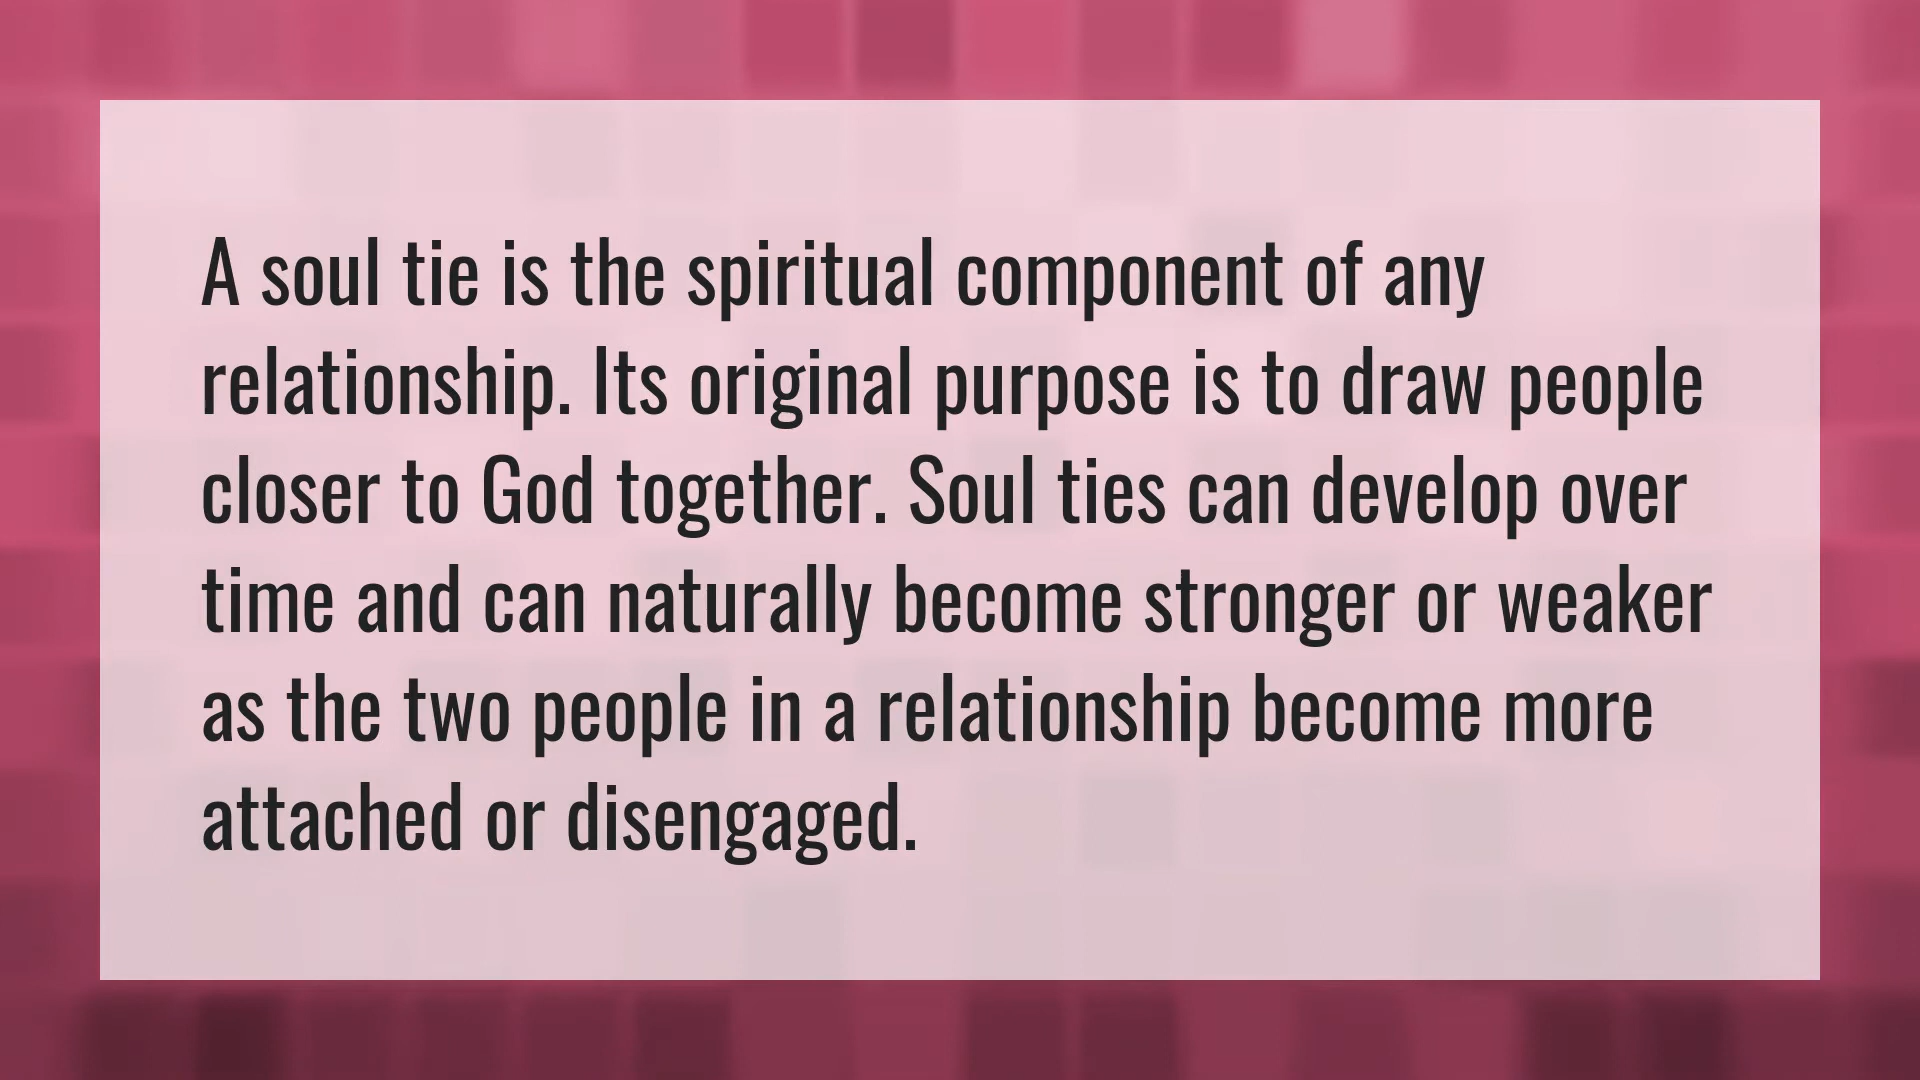 A soul tie is the spiritual component of any
relationship. Its original purpose is to draw people
closer to God together. Soul ties can develop over
time and can naturally become stronger or weaker
as the two people in a relationship become more
attached or disengaged.